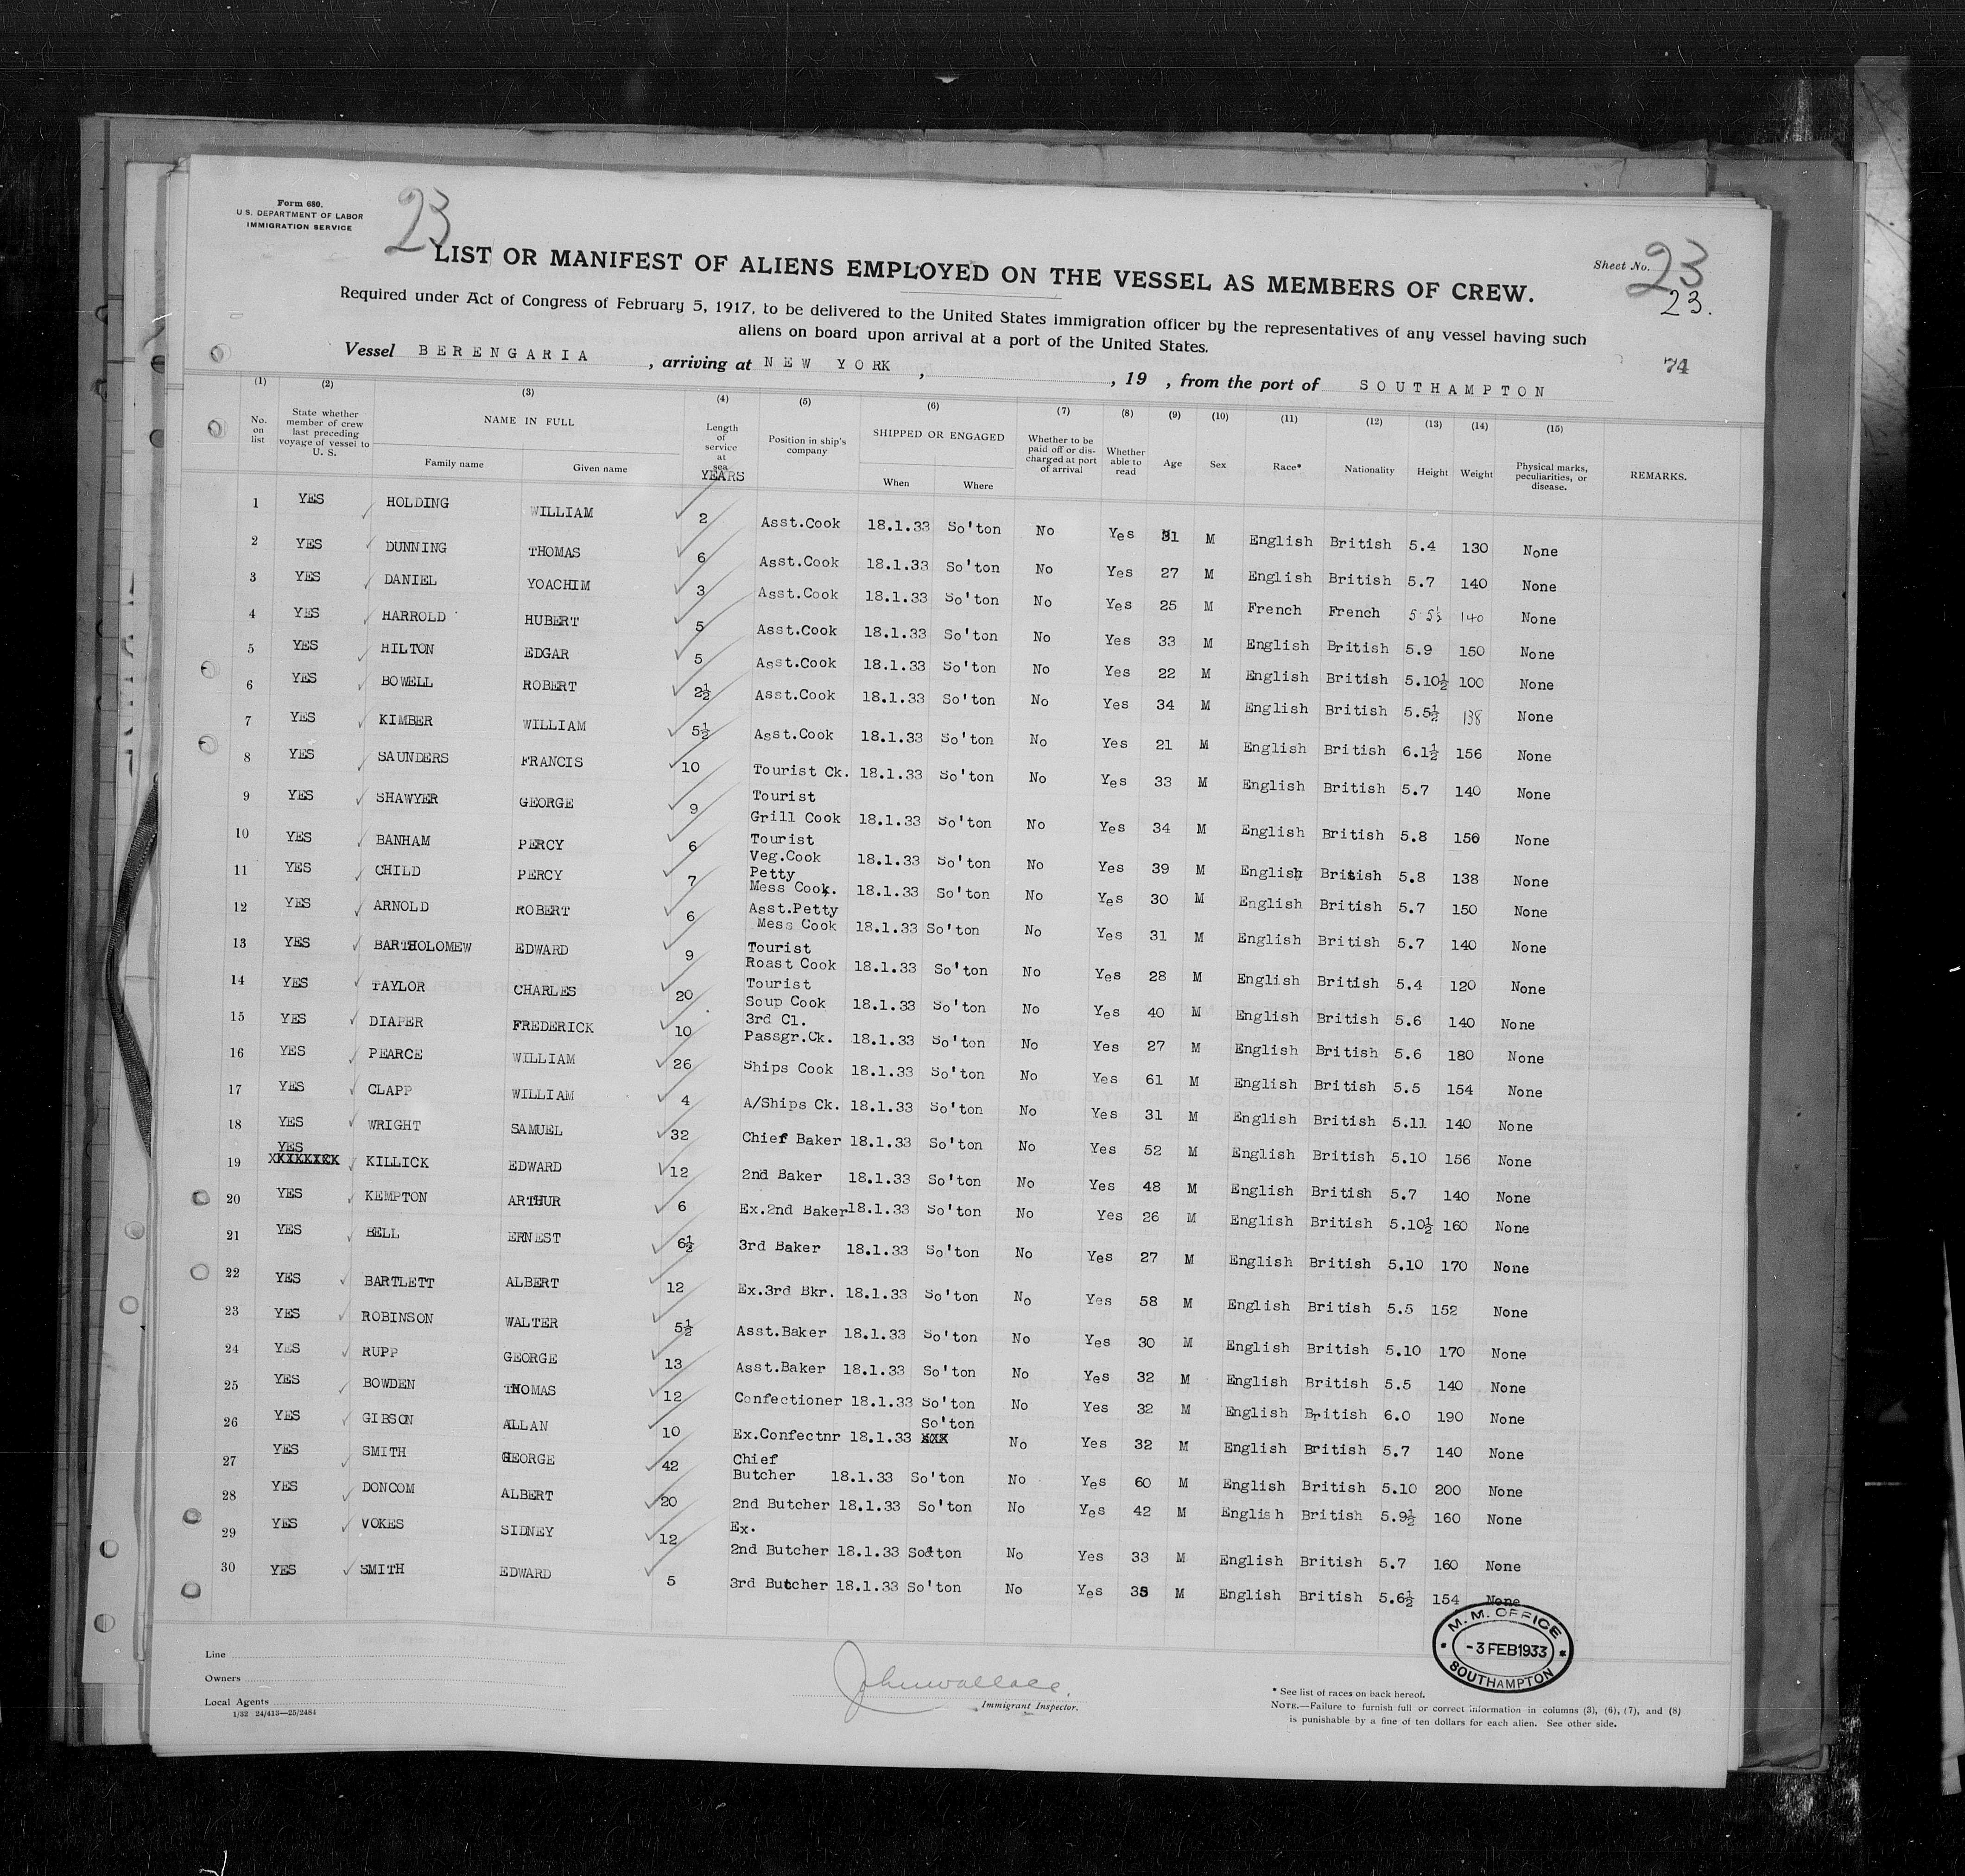 Form 680.
U.S. DEPARTMENT OF LABOR
IMMIGRATION SERVICE
23
LIST OR MANIFEST OF ALIENS EMPLOYED ON THE VESSEL AS MEMBERS OF CREW.
Sheet No. 23
23.
Required under Act of Congress of February 5, 1917, to be delivered to the United States immigration officer by the representatives of any vessel having such
aliens on board upon arrival at a port of the United States.
74
Vessel BERENGARIA, arriving at NEW YORK, , 19 , from the port of SOUTHAMPTON
(1) (2) (3) (4) (5) (6) (7) (8) (9) (10) (11) (12) (13) (14) (15)
No. on list State whether member of crew last preceding voyage of vessel to U. S. NAME IN FULL Family name Given name Length of service at sea YEARS Position in ship's company SHIPPED OR ENGAGED When Where Whether to be paid off or discharged at port of arrival Whether able to read Age Sex Race* Nationality Height Weight Physical marks, peculiarities, or disease. REMARKS.
1 YES HOLDING WILLIAM 2 Asst.Cook 18.1.33 So'ton No Yes 31 M English British 5.4 130 None
2 YES DUNNING THOMAS 6 Asst.Cook 18.1.33 So'ton No Yes 27 M English British 5.7 140 None
3 YES DANIEL YOACHIM 3 Asst.Cook 18.1.33 So'ton No Yes 25 M French French 5 5½ 140 None
4 YES HARROLD HUBERT 5 Asst.Cook 18.1.33 So'ton No Yes 33 M English British 5.9 150 None
5 YES HILTON EDGAR 5 Asst.Cook 18.1.33 So'ton No Yes 22 M English British 5.10½ 100 None
6 YES BOWELL ROBERT 2½ Asst.Cook 18.1.33 So'ton No Yes 34 M English British 5.5½ 138 None
7 YES KIMBER WILLIAM 5½ Asst.Cook 18.1.33 So'ton No Yes 21 M English British 6.1½ 156 None
8 YES SAUNDERS FRANCIS 10 Tourist Ck. 18.1.33 So'ton No Yes 33 M English British 5.7 140 None
9 YES SHAWYER GEORGE 9 Tourist Grill Cook 18.1.33 So'ton No Yes 34 M English British 5.8 150 None
10 YES BANHAM PERCY 6 Tourist Veg.Cook 18.1.33 So'ton No Yes 39 M English British 5.8 138 None
11 YES CHILD PERCY 7 Petty Mess Cook. 18.1.33 So'ton No Yes 30 M English British 5.7 150 None
12 YES ARNOLD ROBERT 6 Asst.Petty Mess Cook 18.1.33 So'ton No Yes 31 M English British 5.7 140 None
13 YES BARTHOLOMEW EDWARD 9 Tourist Roast Cook 18.1.33 So'ton No Yes 28 M English British 5.4 120 None
14 YES TAYLOR CHARLES 20 Tourist Soup Cook 18.1.33 So'ton No Yes 40 M English British 5.6 140 None
15 YES DIAPER FREDERICK 10 3rd Cl. Passgr.Ck. 18.1.33 So'ton No Yes 27 M English British 5.6 180 None
16 YES PEARCE WILLIAM 26 Ships Cook 18.1.33 So'ton No Yes 61 M English British 5.5 154 None
17 YES CLAPP WILLIAM 4 A/Ships Ck. 18.1.33 So'ton No Yes 31 M English British 5.11 140 None
18 YES WRIGHT SAMUEL 32 Chief Baker 18.1.33 So'ton No Yes 52 M English British 5.10 156 None
19 YES KILLICK EDWARD 12 2nd Baker 18.1.33 So'ton No Yes 48 M English British 5.7 140 None
20 YES KEMPTON ARTHUR 6 Ex.2nd Baker 18.1.33 So'ton No Yes 26 M English British 5.10½ 160 None
21 YES BELL ERNEST 6½ 3rd Baker 18.1.33 So'ton No Yes 27 M English British 5.10 170 None
22 YES BARTLETT ALBERT 12 Ex.3rd Bkr. 18.1.33 So'ton No Yes 58 M English British 5.5 152 None
23 YES ROBINSON WALTER 5½ Asst.Baker 18.1.33 So'ton No Yes 30 M English British 5.10 170 None
24 YES RUPP GEORGE 13 Asst.Baker 18.1.33 So'ton No Yes 32 M English British 5.5 140 None
25 YES BOWDEN THOMAS 12 Confectioner 18.1.33 So'ton No Yes 32 M English British 6.0 190 None
26 YES GIBSON ALLAN 10 Ex.Confectnr 18.1.33 So'ton No Yes 32 M English British 5.7 140 None
27 YES SMITH GEORGE 42 Chief Butcher 18.1.33 So'ton No Yes 60 M English British 5.10 200 None
28 YES DONCOM ALBERT 20 2nd Butcher 18.1.33 So'ton No Yes 42 M English British 5.9½ 160 None
29 YES VOKES SIDNEY 12 Ex. 2nd Butcher 18.1.33 So'ton No Yes 33 M English British 5.7 160 None
30 YES SMITH EDWARD 5 3rd Butcher 18.1.33 So'ton No Yes 38 M English British 5.6½ 154 None
M. M. OFFICE
-3 FEB 1933
SOUTHAMPTON
Line
Owners
Local Agents
1/32 24/413—25/2484
John Wallace.
Immigrant Inspector.
* See list of races on back hereof.
NOTE.—Failure to furnish full or correct information in columns (3), (6), (7), and (8)
is punishable by a fine of ten dollars for each alien. See other side.